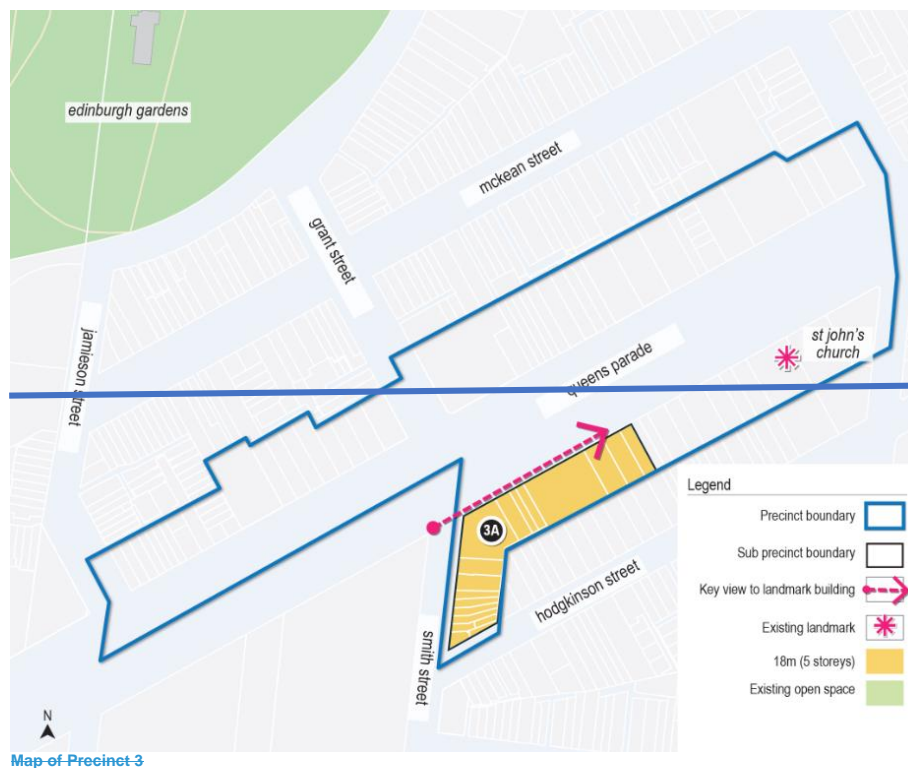 edinburgh gardens
mckean street
grant street
jamieson street
queens parade
st john's
church
3A
hodgkinson street
smith street
Legend
Precinct boundary
Sub precinct boundary
Key view to landmark building
Existing landmark
18m (5 storeys)
Existing open space
N
Map of Precinct 3